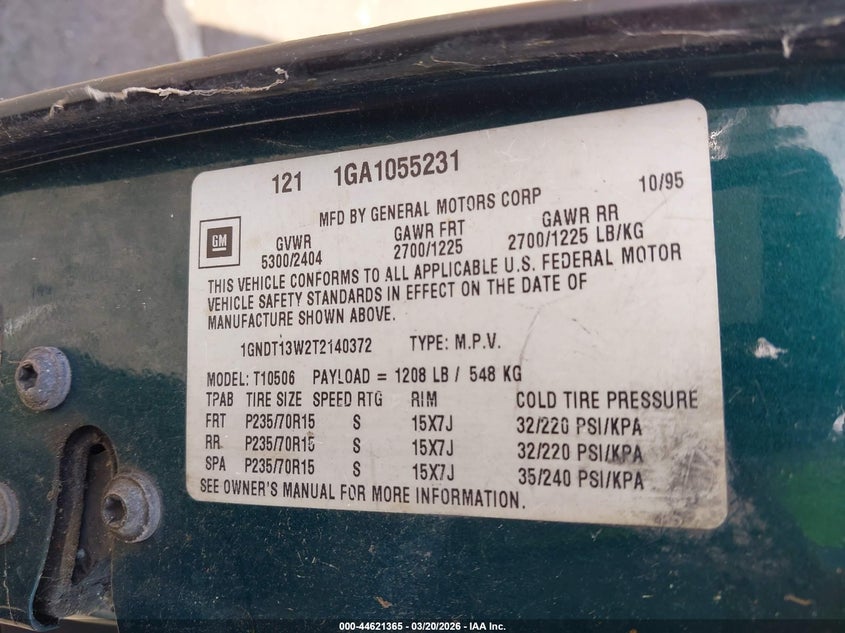 121 1GA1055231 10/95
MFD BY GENERAL MOTORS CORP
GM
GVWR GAWR FRT GAWR RR
5300/2404 2700/1225 2700/1225 LB/KG
THIS VEHICLE CONFORMS TO ALL APPLICABLE U.S. FEDERAL MOTOR
VEHICLE SAFETY STANDARDS IN EFFECT ON THE DATE OF
MANUFACTURE SHOWN ABOVE.
1GNDT13W2T2140372 TYPE: M.P.V.
MODEL: T10506 PAYLOAD = 1208 LB / 548 KG
TPAB TIRE SIZE SPEED RTG RIM COLD TIRE PRESSURE
FRT P235/70R15 S 15X7J 32/220 PSI/KPA
RR P235/70R15 S 15X7J 32/220 PSI/KPA
SPA P235/70R15 S 15X7J 35/240 PSI/KPA
SEE OWNER'S MANUAL FOR MORE INFORMATION.
000-44621365 - 03/20/2026 - IAA Inc.